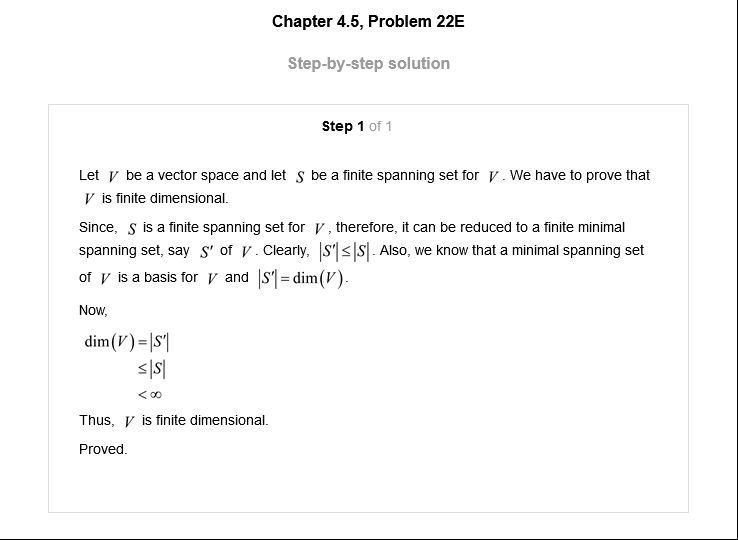 Chapter 4.5, Problem 22E
Step-by-step solution
Step 1 of 1
Let V be a vector space and let S be a finite spanning set for V. We have to prove that
V is finite dimensional.
Since, S is a finite spanning set for V, therefore, it can be reduced to a finite minimal
spanning set, say S' of V. Clearly, |S'|≤|S|. Also, we know that a minimal spanning set
of V is a basis for V and |S'|=dim(V).
Now,
dim(V)=|S'|
≤|S|
<∞
Thus, V is finite dimensional.
Proved.